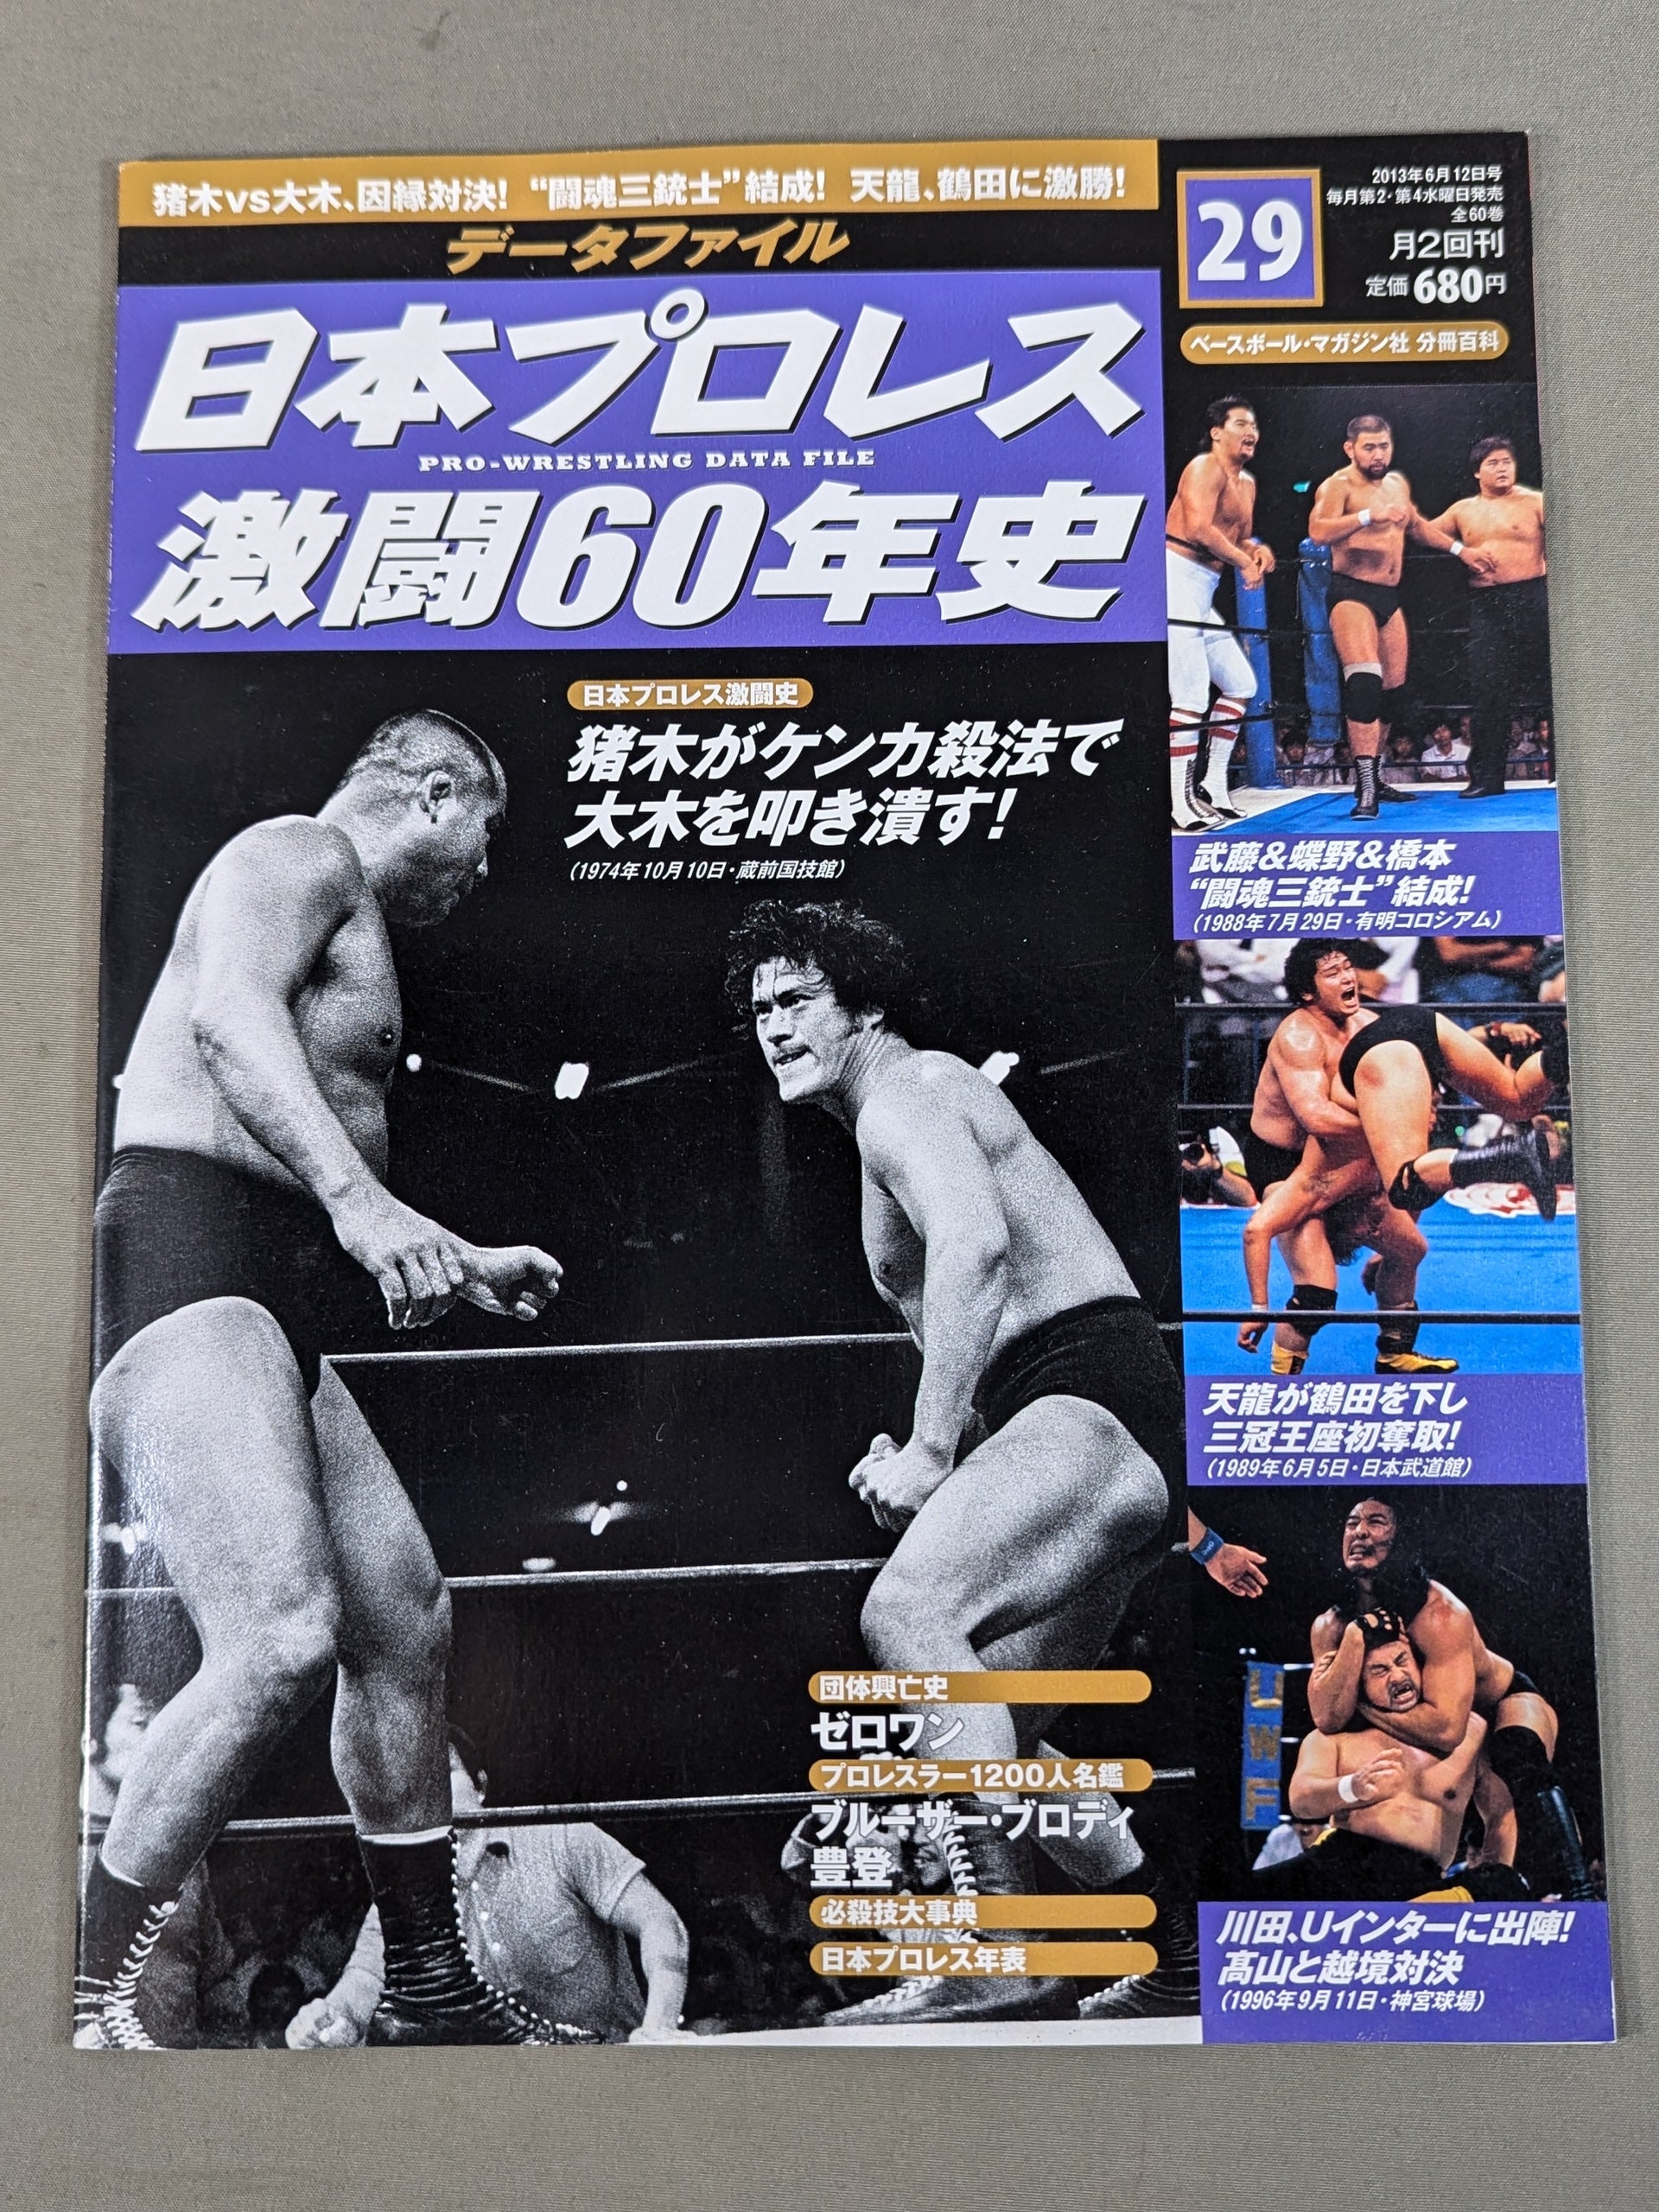 猪木vs大木、因縁対決! “闘魂三銃士”結成! 天龍、鶴田に激勝!
データファイル
日本プロレス
PRO-WRESTLING DATA FILE
激闘60年史
29
2013年6月12日号
毎月第2・第4水曜日発売
全60巻
月2回刊
定価680円
ベースボール・マガジン社 分冊百科
日本プロレス激闘史
猪木がケンカ殺法で
大木を叩き潰す!
(1974年10月10日・蔵前国技館)
武藤&蝶野&橋本
“闘魂三銃士”結成!
(1988年7月29日・有明コロシアム)
天龍が鶴田を下し
三冠王座初奪取!
(1989年6月5日・日本武道館)
UWF
川田、Uインターに出陣!
髙山と越境対決
(1996年9月11日・神宮球場)
団体興亡史
ゼロワン
プロレスラー1200人名鑑
ブルーザー・ブロディ
豊登
必殺技大事典
日本プロレス年表